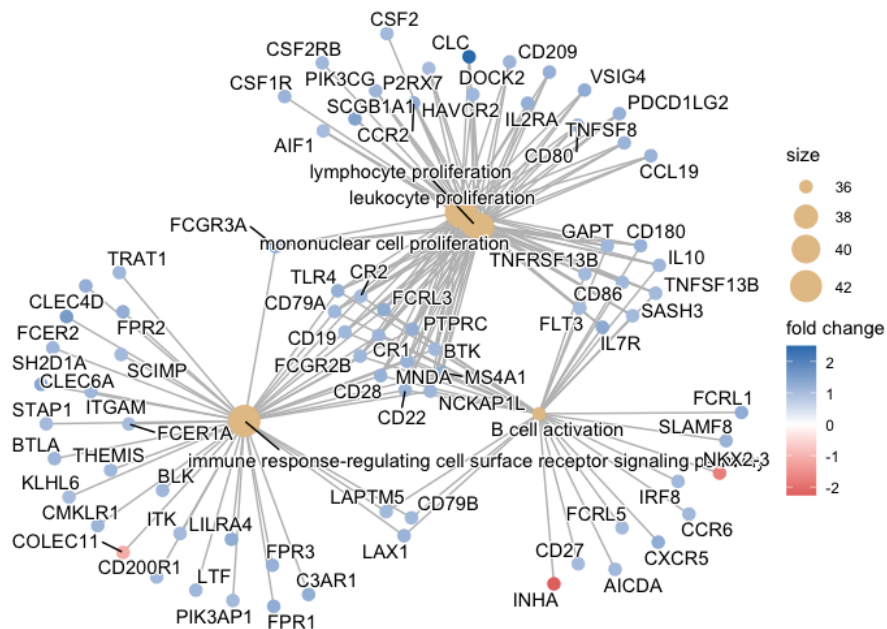 CSF2
CSF2RB
CLC
CD209
CSF1R
PIK3CG
P2RX7
DOCK2
VSIG4
SCGB1A1
HAVCR2
IL2RA
PDCD1LG2
AIF1
CCR2
TNFSF8
CD80
CCL19
lymphocyte proliferation
leukocyte proliferation
FCGR3A
mononuclear cell proliferation
GAPT
CD180
TRAT1
TLR4
CR2
TNFRSF13B
IL10
CLEC4D
CD79A
FCRL3
CD86
TNFSF13B
FCER2
FPR2
CD19
PTPRC
FLT3
SASH3
SH2D1A
SCIMP
FCGR2B
CR1
BTK
IL7R
CLEC6A
CD28
MNDA
MS4A1
STAP1
ITGAM
CD22
NCKAP1L
FCRL1
BTLA
FCER1A
B cell activation
SLAMF8
THEMIS
immune response-regulating cell surface receptor signaling
NKX2-3
KLHL6
BLK
LAPTM5
CD79B
IRF8
CMKLR1
ITK
LILRA4
FCRL5
CCR6
COLEC11
LAX1
CD200R1
FPR3
CD27
CXCR5
LTF
C3AR1
INHA
AICDA
PIK3AP1
FPR1
size
36
38
40
42
fold change
2
1
0
-1
-2